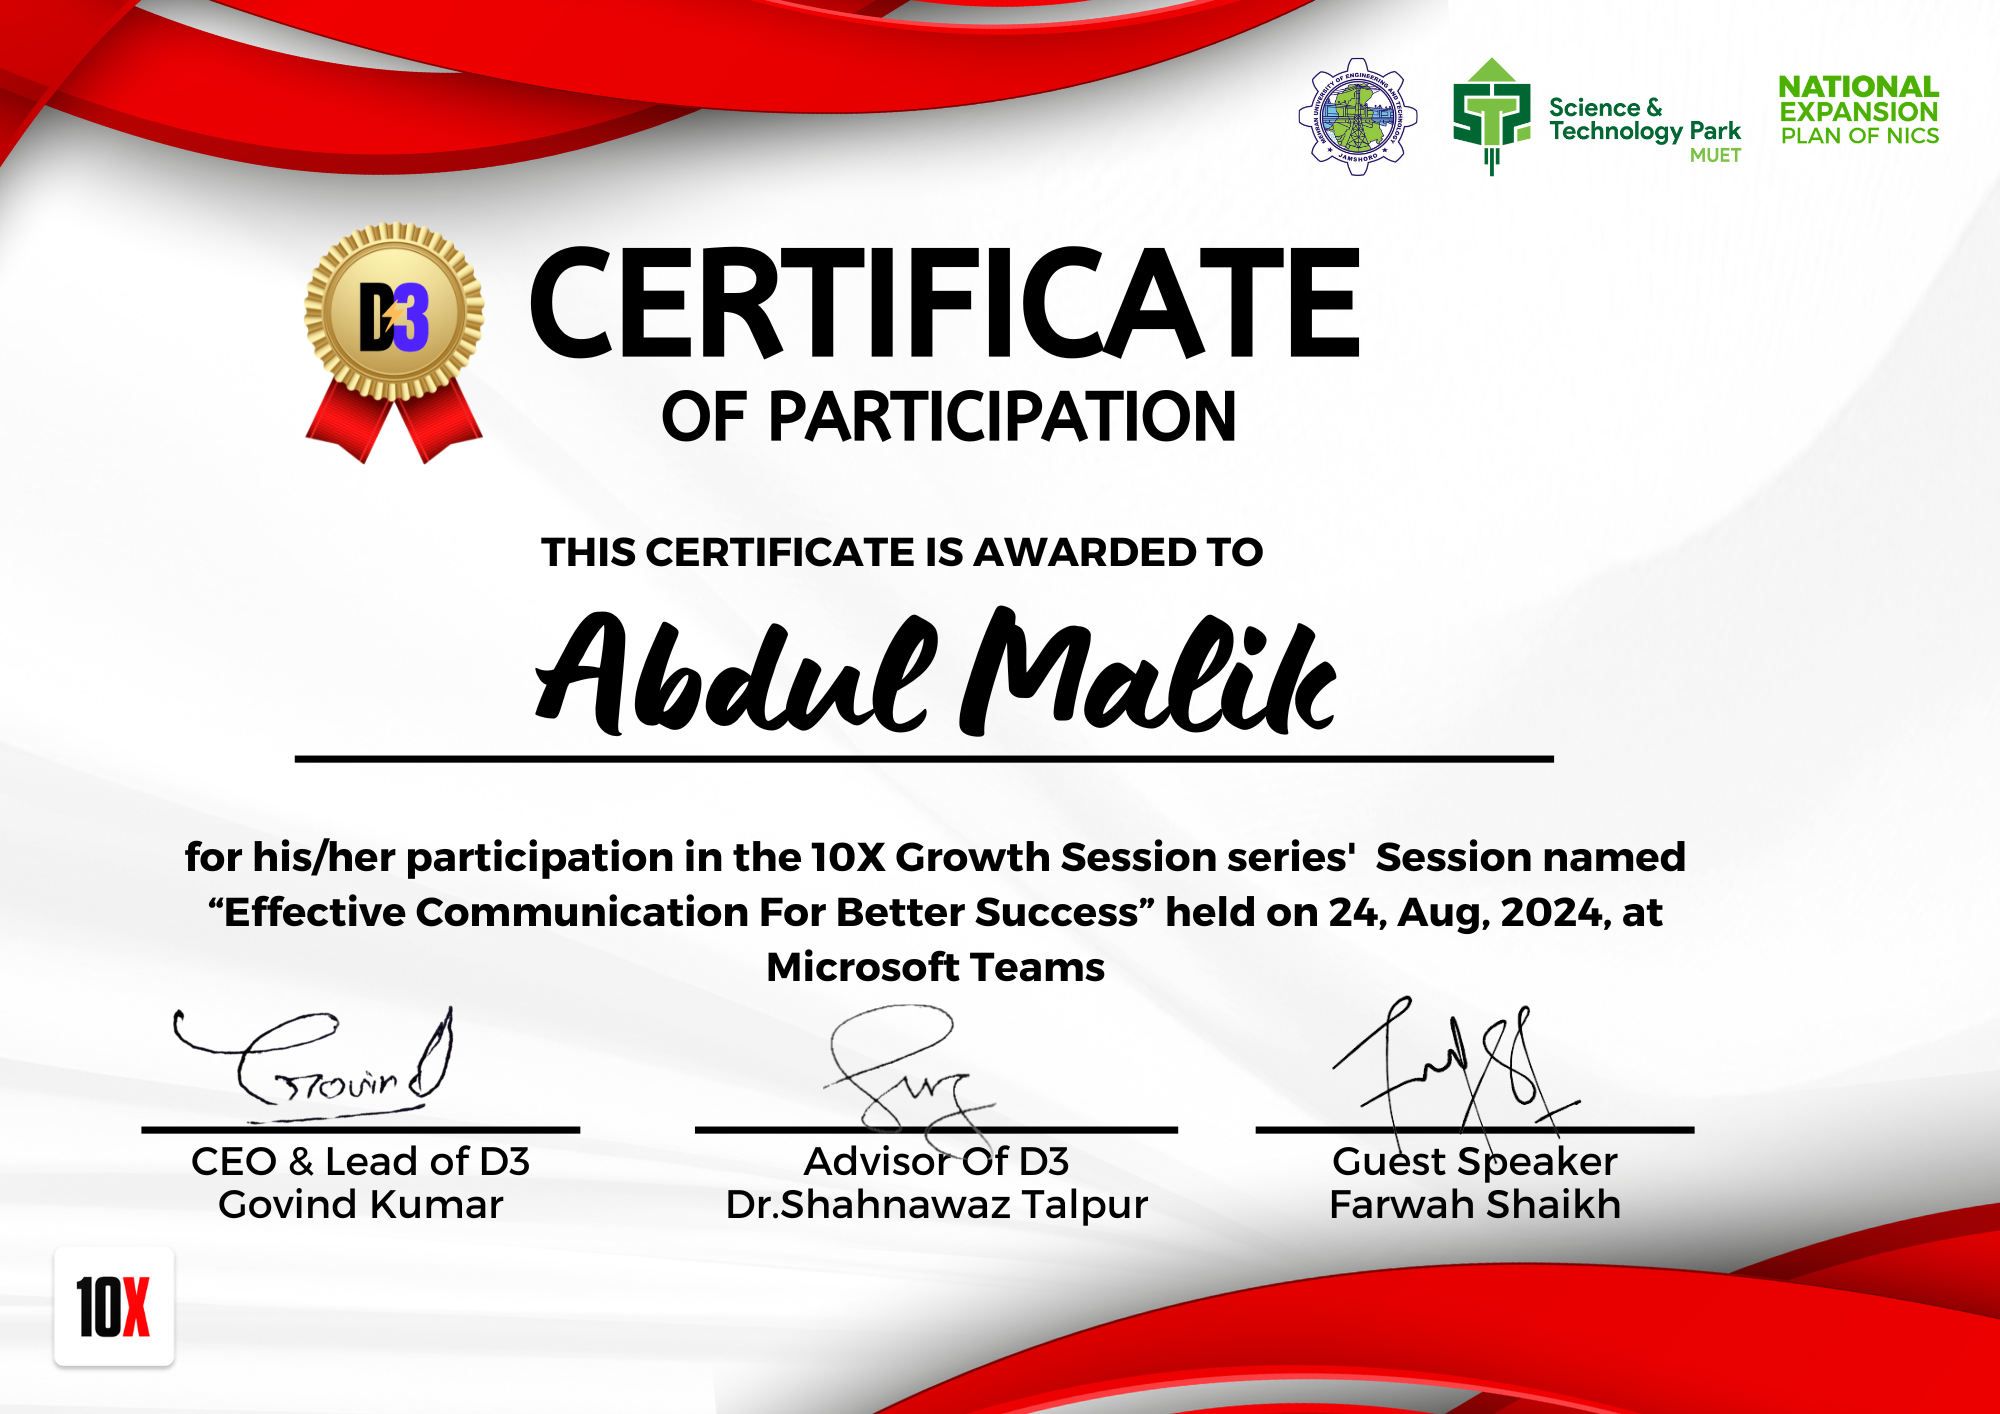 MEHRAN UNIVERSITY OF ENGINEERING AND TECHNOLOGY
JAMSHORO
Science &
Technology Park
MUET
NATIONAL
EXPANSION
PLAN OF NICS
D3
CERTIFICATE
OF PARTICIPATION
THIS CERTIFICATE IS AWARDED TO
Abdul Malik
for his/her participation in the 10X Growth Session series' Session named
“Effective Communication For Better Success” held on 24, Aug, 2024, at
Microsoft Teams
Govind
CEO & Lead of D3
Govind Kumar
Advisor Of D3
Dr.Shahnawaz Talpur
Guest Speaker
Farwah Shaikh
10X